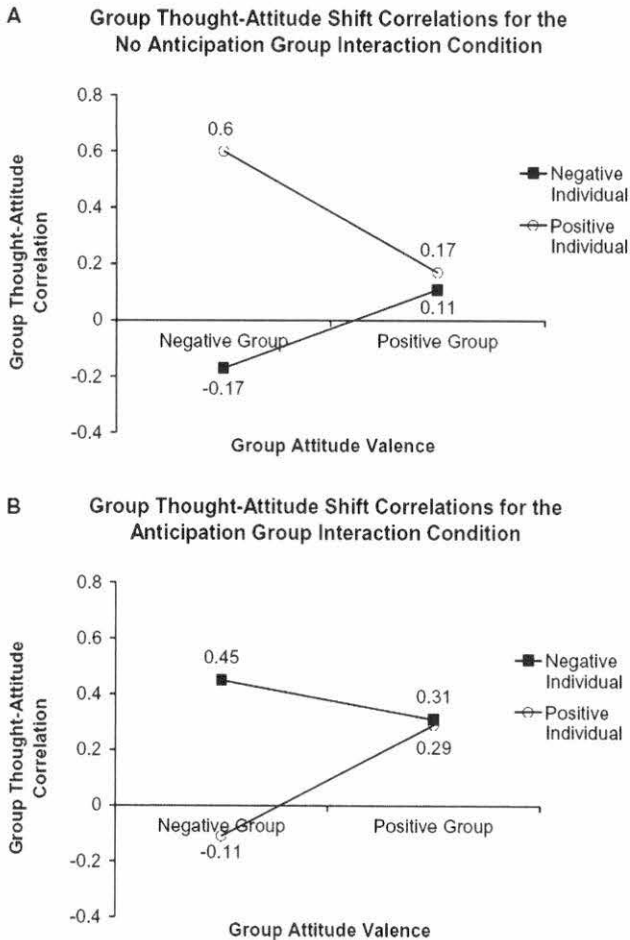 A
Group Thought-Attitude Shift Correlations for the
No Anticipation Group Interaction Condition
Group Thought-Attitude
Correlation
0.8
0.6
0.4
0.2
0
-0.2
-0.4
0.6
0.17
0.11
-0.17
Negative Group
Positive Group
Group Attitude Valence
Negative
Individual
Positive
Individual
B
Group Thought-Attitude Shift Correlations for the
Anticipation Group Interaction Condition
Group Thought-Attitude
Correlation
0.8
0.6
0.4
0.2
0
-0.2
-0.4
0.45
0.31
0.29
-0.11
Negative Group
Positive Group
Group Attitude Valence
Negative
Individual
Positive
Individual